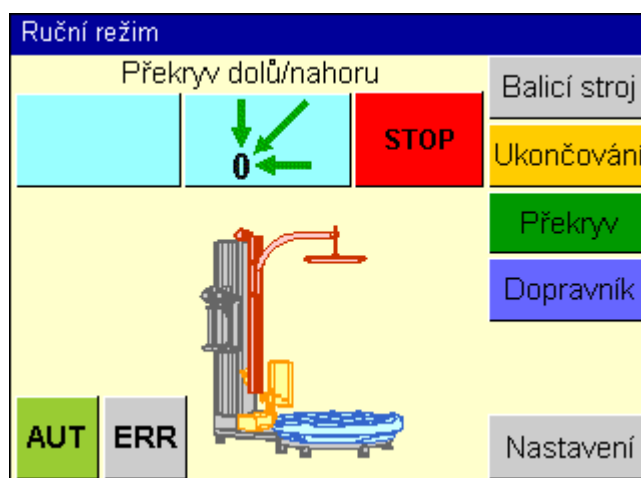 Ruční režim
Překryv dolů/nahoru
0
STOP
Balicí stroj
Ukončování
Překryv
Dopravník
AUT
ERR
Nastavení